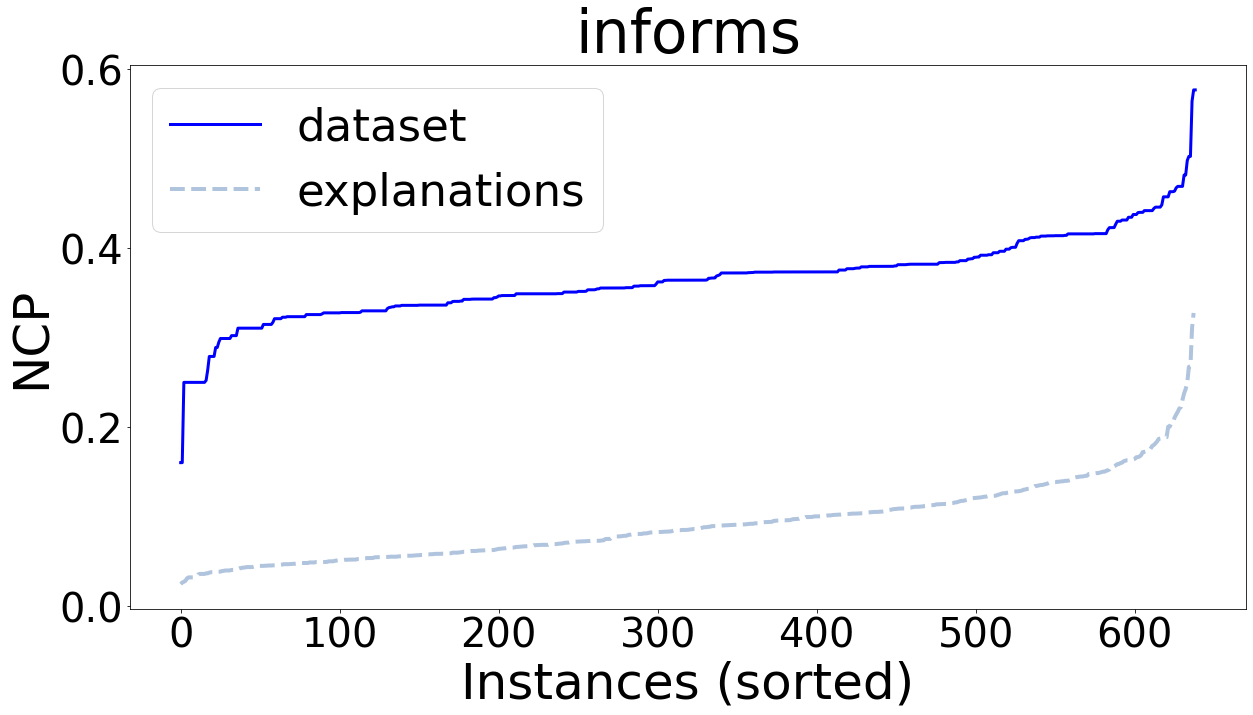 informs
0.6
0.4
0.2
0.0
NCP
dataset
explanations
0 100 200 300 400 500 600
Instances (sorted)